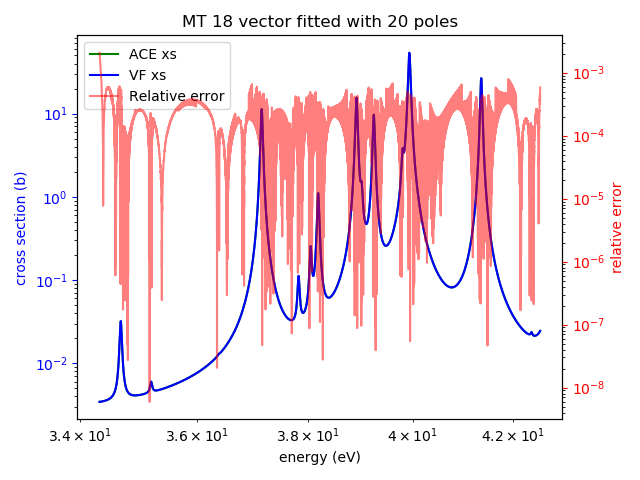 MT 18 vector fitted with 20 poles
ACE xs
VF xs
Relative error
cross section (b)
10¹
10⁰
10⁻¹
10⁻²
10⁻³
10⁻⁴
10⁻⁵
10⁻⁶
10⁻⁷
10⁻⁸
relative error
3.4 × 10¹ 3.6 × 10¹ 3.8 × 10¹ 4 × 10¹ 4.2 × 10¹
energy (eV)